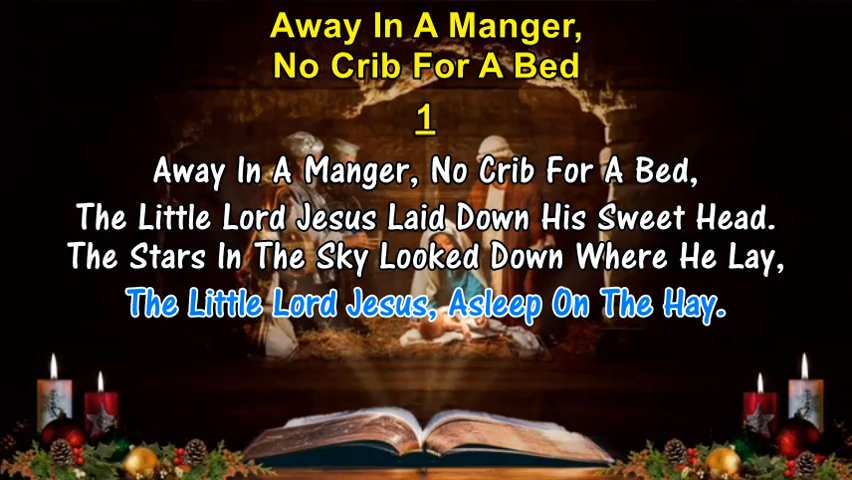 Away In A Manger,
No Crib For A Bed
1
Away In A Manger, No Crib For A Bed,
The Little Lord Jesus Laid Down His Sweet Head.
The Stars In The Sky Looked Down Where He Lay,
The Little Lord Jesus, Asleep On The Hay.